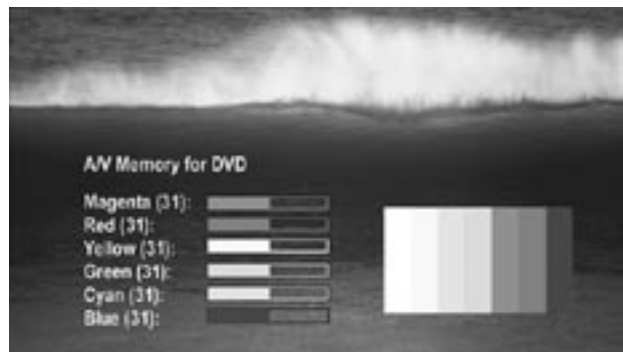 A/V Memory for DVD
Magenta (31):
Red (31):
Yellow (31):
Green (31):
Cyan (31):
Blue (31):